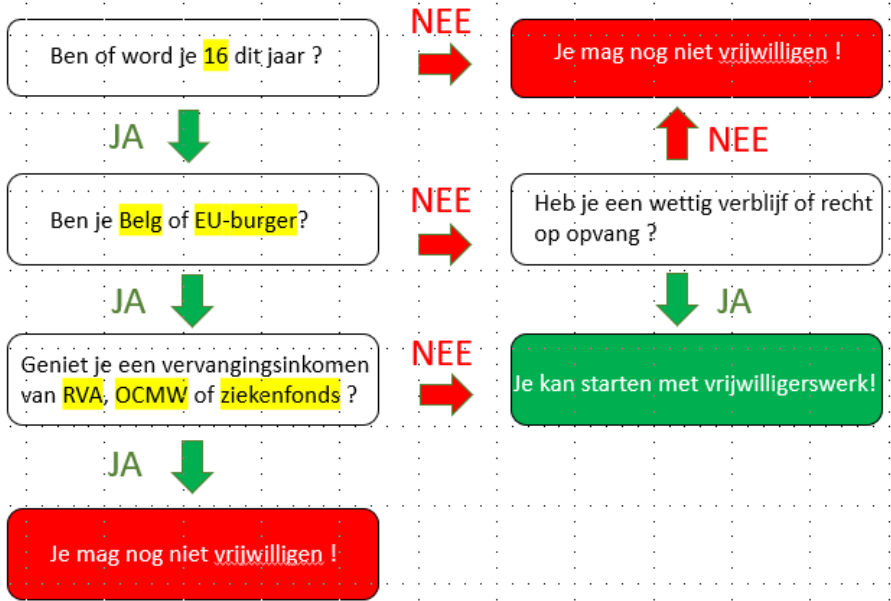 NEE
Ben of word je 16 dit jaar ?
Je mag nog niet vrijwilligen !
JA
NEE
NEE
Ben je Belg of EU-burger?
Heb je een wettig verblijf of recht
op opvang ?
JA
JA
NEE
Geniet je een vervangingsinkomen
van RVA, OCMW of ziekenfonds ?
Je kan starten met vrijwilligerswerk!
JA
Je mag nog niet vrijwilligen !